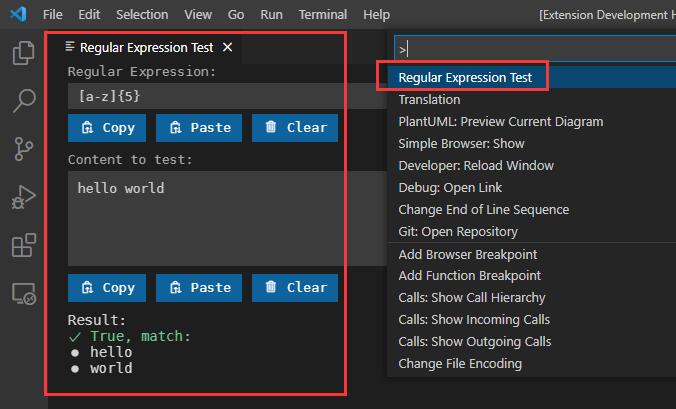 File Edit Selection View Go Run Terminal Help [Extension Development H
Regular Expression Test
Regular Expression:
[a-z]{5}
Copy Paste Clear
Content to test:
hello world
Copy Paste Clear
Result:
True, match:
hello
world
>
Regular Expression Test
Translation
PlantUML: Preview Current Diagram
Simple Browser: Show
Developer: Reload Window
Debug: Open Link
Change End of Line Sequence
Git: Open Repository
Add Browser Breakpoint
Add Function Breakpoint
Calls: Show Call Hierarchy
Calls: Show Incoming Calls
Calls: Show Outgoing Calls
Change File Encoding